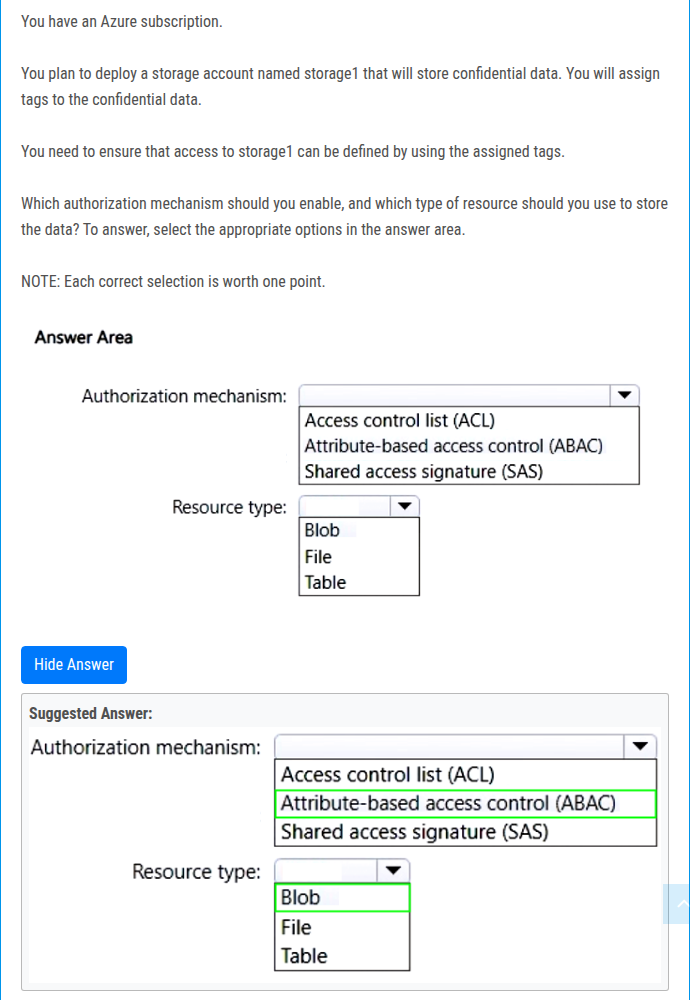 You have an Azure subscription.
You plan to deploy a storage account named storage1 that will store confidential data. You will assign
tags to the confidential data.
You need to ensure that access to storage1 can be defined by using the assigned tags.
Which authorization mechanism should you enable, and which type of resource should you use to store
the data? To answer, select the appropriate options in the answer area.
NOTE: Each correct selection is worth one point.
Answer Area
Authorization mechanism:
Access control list (ACL)
Attribute-based access control (ABAC)
Shared access signature (SAS)
Resource type:
Blob
File
Table
Hide Answer
Suggested Answer:
Authorization mechanism:
Access control list (ACL)
Attribute-based access control (ABAC)
Shared access signature (SAS)
Resource type:
Blob
File
Table